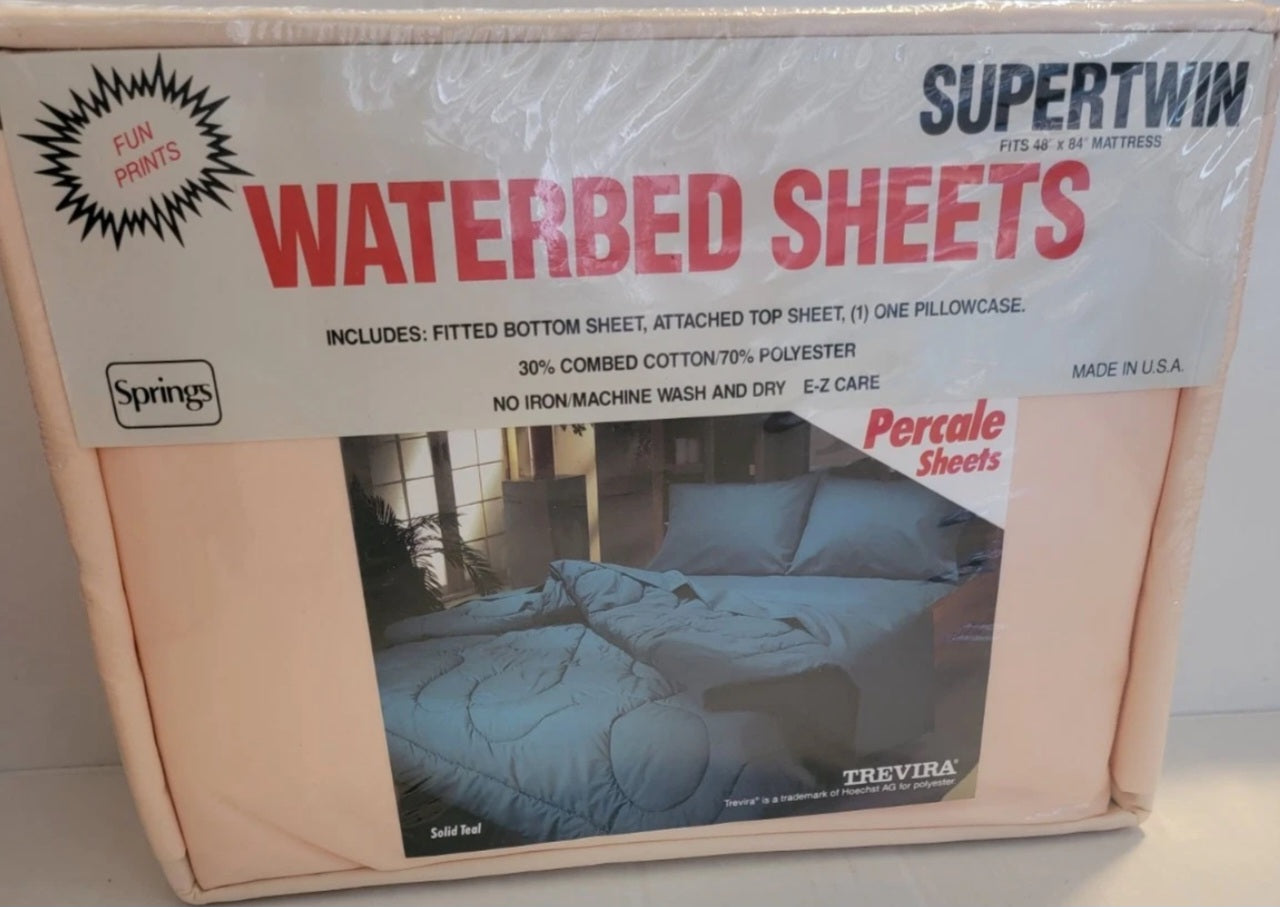 FUN
PRINTS
SUPERTWIN
FITS 48" x 84" MATTRESS
WATERBED SHEETS
INCLUDES: FITTED BOTTOM SHEET, ATTACHED TOP SHEET, (1) ONE PILLOWCASE.
30% COMBED COTTON/70% POLYESTER
NO IRON/MACHINE WASH AND DRY E-Z CARE
Springs
MADE IN U.S.A.
Percale
Sheets
TREVIRA®
Trevira® is a trademark of Hoechst AG for polyester.
Solid Teal